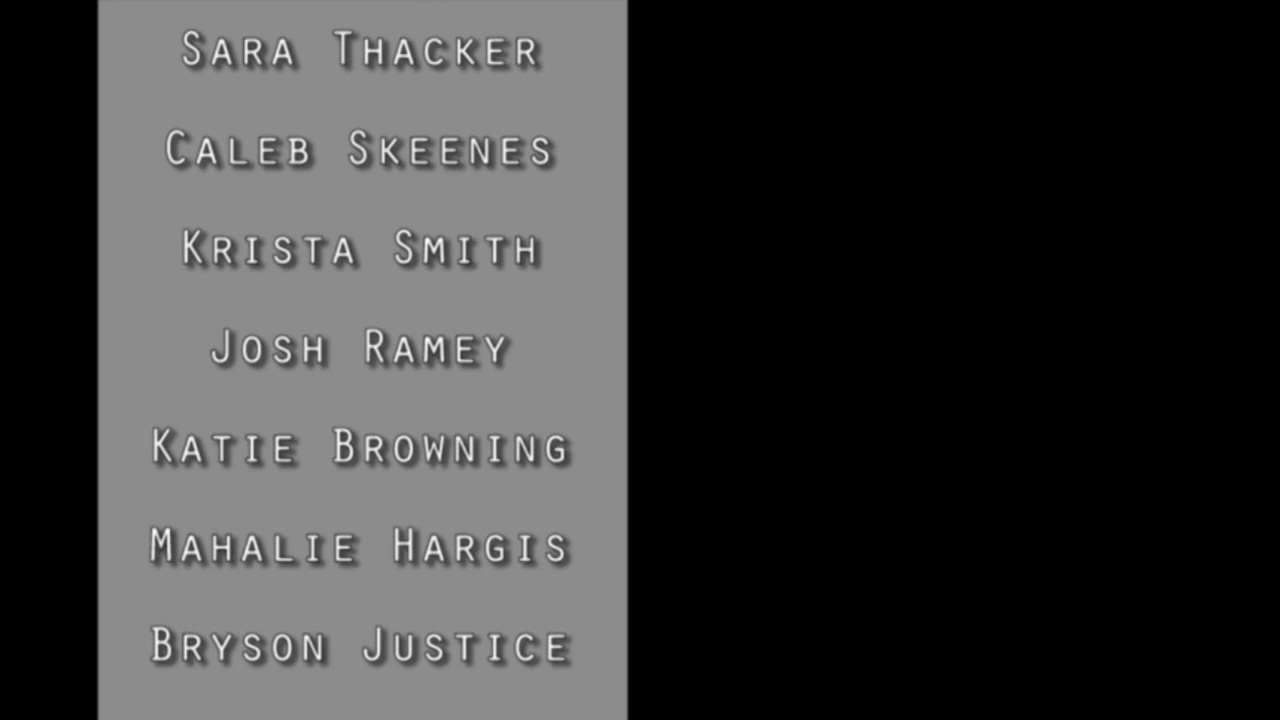 Sara Thacker
Caleb Skeenes
Krista Smith
Josh Ramey
Katie Browning
Mahalie Hargis
Bryson Justice